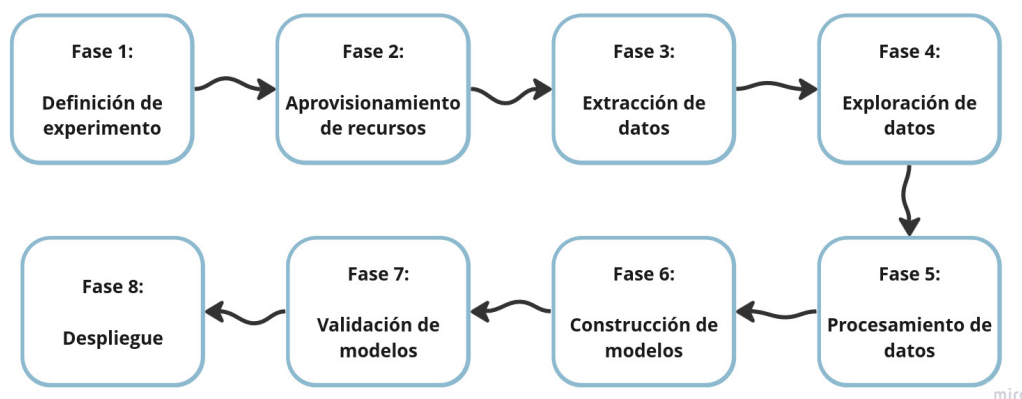 Fase 1:
Definición de
experimento
Fase 2:
Aprovisionamiento
de recursos
Fase 3:
Extracción de
datos
Fase 4:
Exploración de
datos
Fase 5:
Procesamiento de
datos
Fase 6:
Construcción de
modelos
Fase 7:
Validación de
modelos
Fase 8:
Despliegue